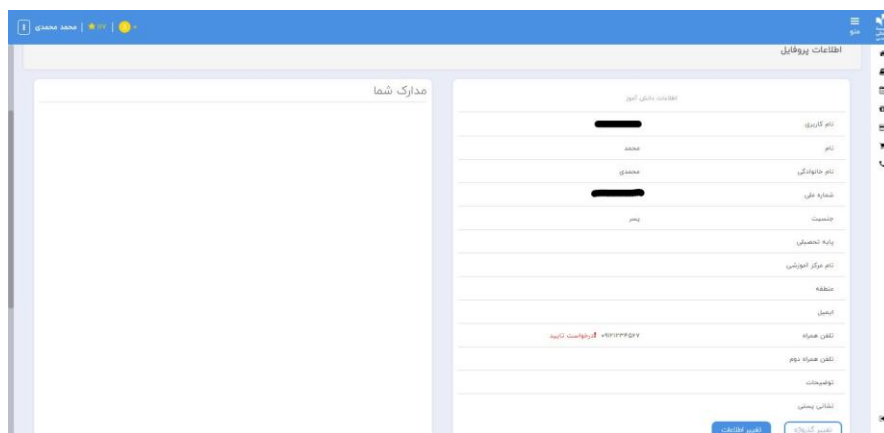 منو
محمد محمدی
اطلاعات پروفایل
اطلاعات دانش آموز
نام کاربری
نام محمد
نام خانوادگی محمدی
شماره ملی
جنسیت پسر
پایه تحصیلی
نام مرکز آموزشی
منطقه
ایمیل
تلفن همراه ۰۹۱۲۱۲۳۴۵۶۷ درخواست تایید
تلفن همراه دوم
توضیحات
نشانی پستی
تغییر گذرواژه تغییر اطلاعات
مدارک شما